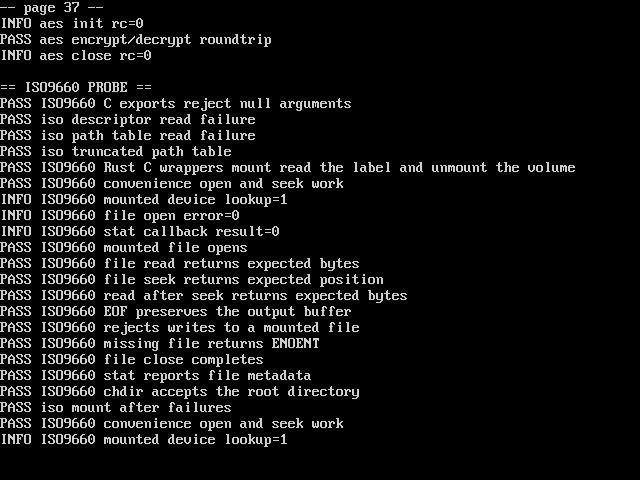 -- page 37 --
INFO aes init rc=0
PASS aes encrypt/decrypt roundtrip
INFO aes close rc=0
== ISO9660 PROBE ==
PASS ISO9660 C exports reject null arguments
PASS iso descriptor read failure
PASS iso path table read failure
PASS iso truncated path table
PASS ISO9660 Rust C wrappers mount read the label and unmount the volume
PASS ISO9660 convenience open and seek work
INFO ISO9660 mounted device lookup=1
INFO ISO9660 file open error=0
INFO ISO9660 stat callback result=0
PASS ISO9660 mounted file opens
PASS ISO9660 file read returns expected bytes
PASS ISO9660 file seek returns expected position
PASS ISO9660 read after seek returns expected bytes
PASS ISO9660 EOF preserves the output buffer
PASS ISO9660 rejects writes to a mounted file
PASS ISO9660 missing file returns ENOENT
PASS ISO9660 file close completes
PASS ISO9660 stat reports file metadata
PASS ISO9660 chdir accepts the root directory
PASS iso mount after failures
PASS ISO9660 convenience open and seek work
INFO ISO9660 mounted device lookup=1